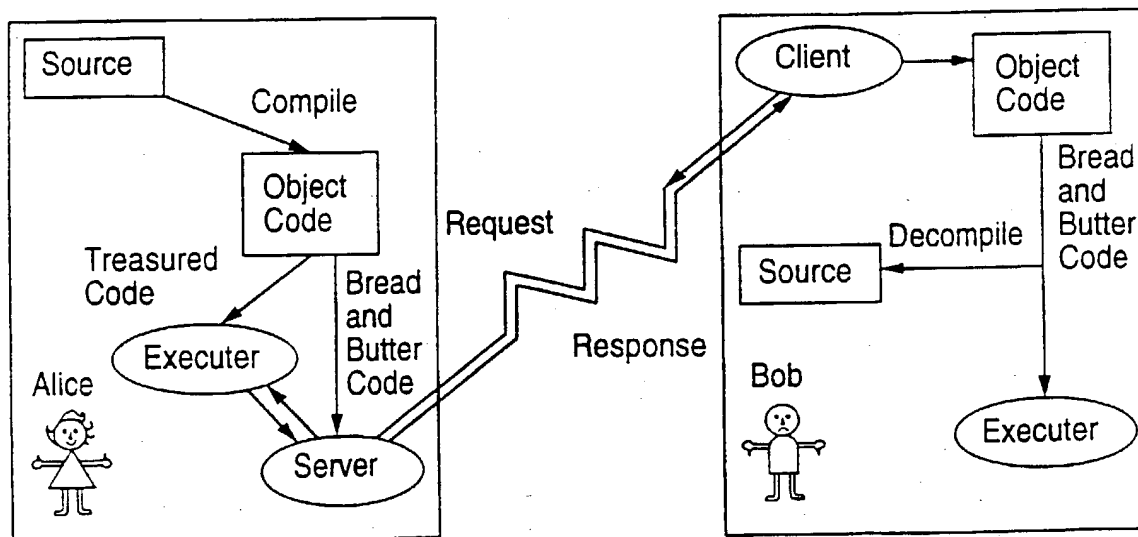 Source
Compile
Object
Code
Treasured
Code
Bread
and
Butter
Code
Executer
Alice
Server
Request
Response
Client
Object
Code
Bread
and
Butter
Code
Decompile
Source
Bob
Executer